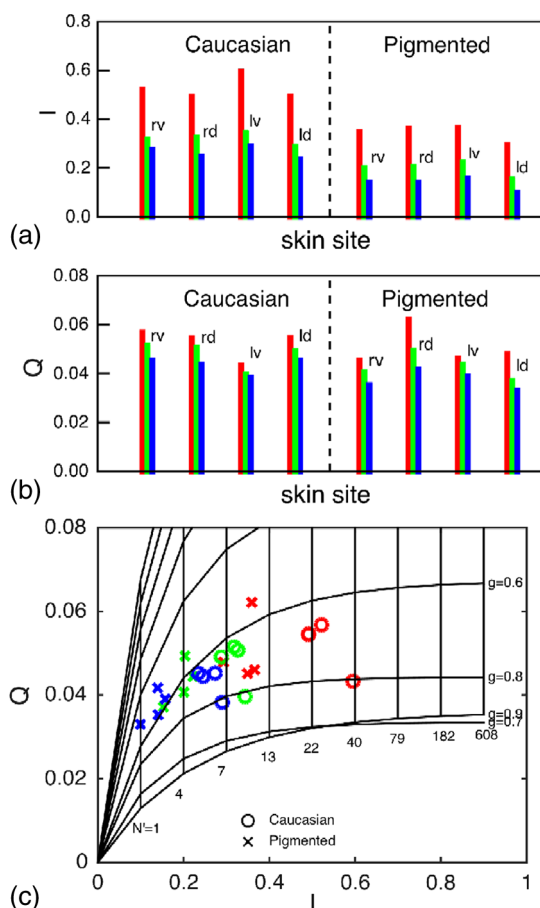 0.8
Caucasian Pigmented
0.6
I
0.4
rv rd lv ld rv rd lv ld
0.2
0.0
(a) skin site
0.08
Caucasian Pigmented
0.06
rv rd lv ld rv rd lv ld
Q
0.04
0.02
0.00
(b) skin site
0.08
g=0.6
0.06
Q
g=0.8
0.04
g=0.9
g=0.7
0.02
N'=1 4 7 13 22 40 79 182 608
Caucasian
Pigmented
0
0 0.2 0.4 0.6 0.8 1
(c) I